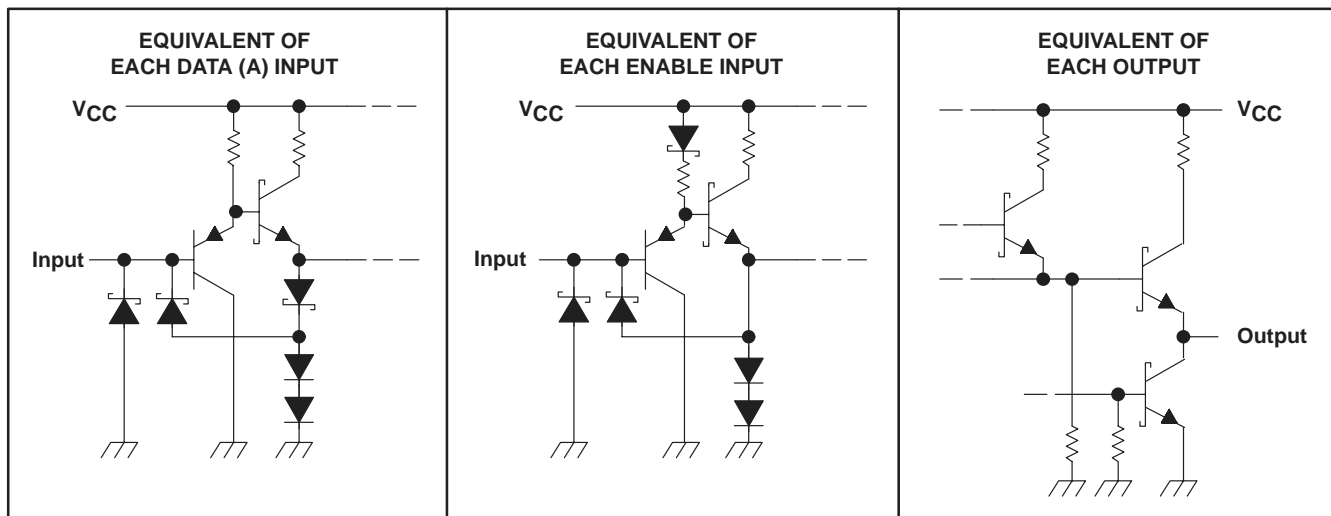 EQUIVALENT OF
EACH DATA (A) INPUT
VCC
Input
EQUIVALENT OF
EACH ENABLE INPUT
VCC
Input
EQUIVALENT OF
EACH OUTPUT
VCC
Output